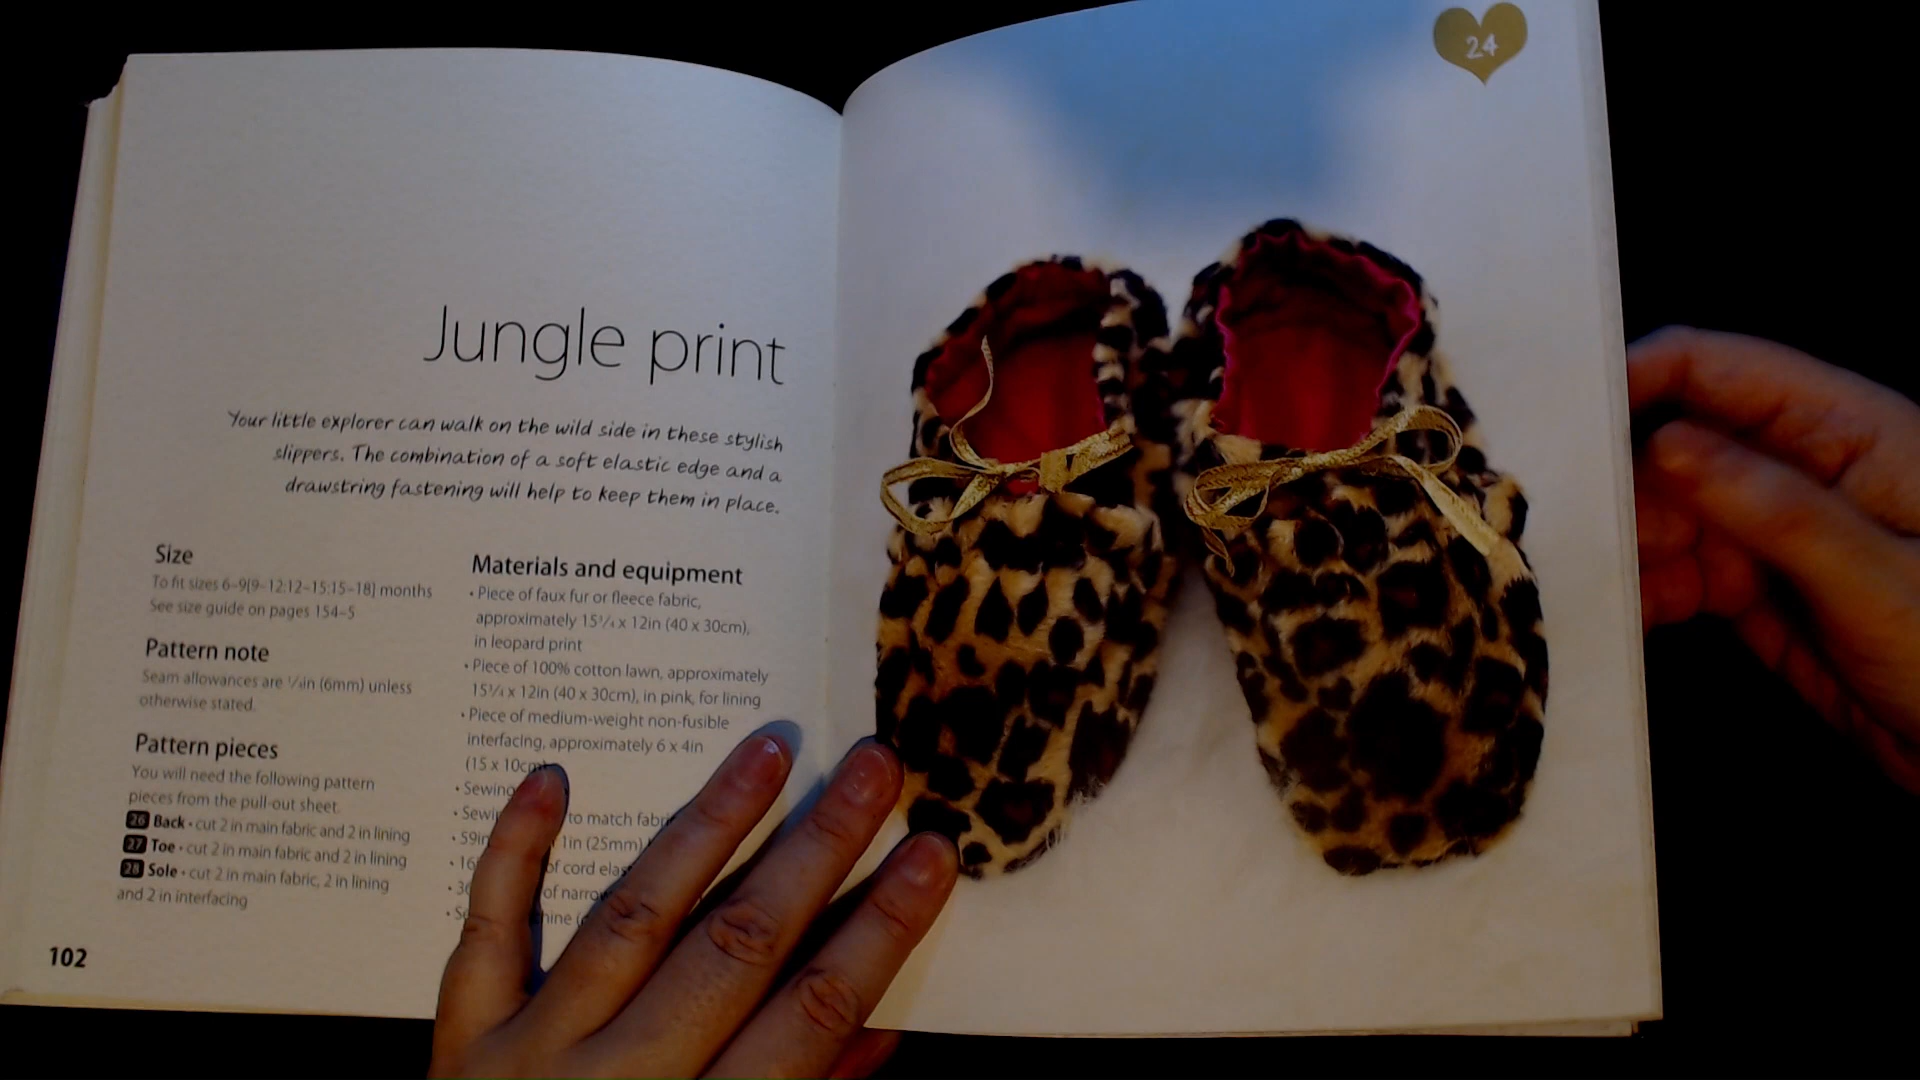 Jungle print
Your little explorer can walk on the wild side in these stylish
slippers. The combination of a soft elastic edge and a
drawstring fastening will help to keep them in place.
Size
To fit sizes 6–9[9–12:12–15:15–18] months
See size guide on pages 154–5
Pattern note
Seam allowances are 1/4in (6mm) unless
otherwise stated.
Pattern pieces
You will need the following pattern
pieces from the pull-out sheet.
26 Back • cut 2 in main fabric and 2 in lining
27 Toe • cut 2 in main fabric and 2 in lining
28 Sole • cut 2 in main fabric, 2 in lining
and 2 in interfacing
Materials and equipment
• Piece of faux fur or fleece fabric,
approximately 15 3/4 x 12in (40 x 30cm),
in leopard print
• Piece of 100% cotton lawn, approximately
15 3/4 x 12in (40 x 30cm), in pink, for lining
• Piece of medium-weight non-fusible
interfacing, approximately 6 x 4in
(15 x 10cm)
• Sewing
• to match
• 1in (25mm)
• of cord
• of
•
102
24